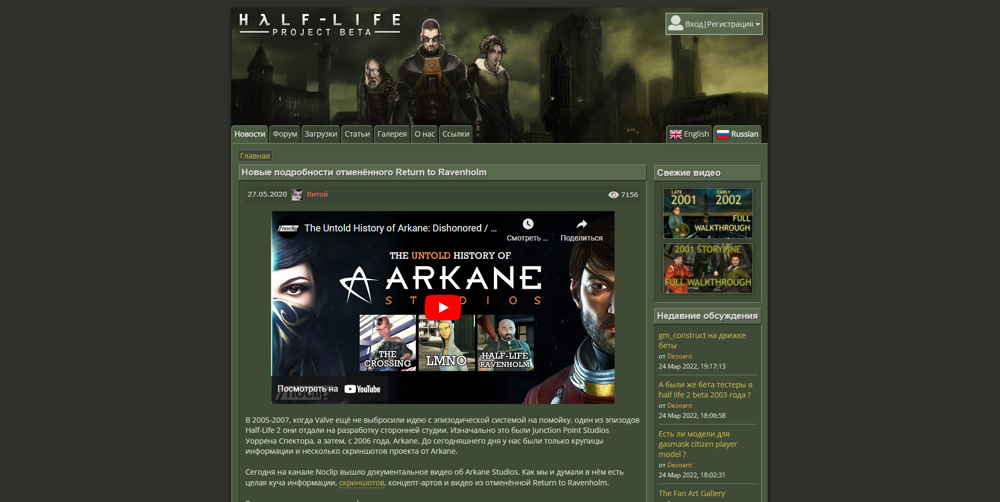 HλLF-LIFE
PROJECT BETA
Вход|Регистрация
Новости Форум Загрузки Статьи Галерея О нас Ссылки
English Russian
Главная
Новые подробности отменённого Return to Ravenholm
27.05.2020 Витой 7156
noclip The Untold History of Arkane: Dishonored / ...
Смотреть ... Поделиться
THE UNTOLD HISTORY OF
ARKANE
STUDIOS
THE CROSSING
LMNO
HALF-LIFE RAVENHOLM
Посмотреть на YouTube
noclip
В 2005-2007, когда Valve ещё не выбросили идею с эпизодической системой на помойку, один из эпизодов
Half-Life 2 они отдали на разработку сторонней студии. Изначально это были Junction Point Studios
Уоррена Спектора, а затем, с 2006 года, Arkane. До сегодняшнего дня у нас были только крупицы
информации и несколько скриншотов проекта от Arkane.
Сегодня на канале Noclip вышло документальное видео об Arkane Studios. Как мы и думали в нём есть
целая куча информации, скриншотов, концепт-артов и видео из отменённой Return to Ravenholm.
Свежие видео
LATE 2001 EARLY 2002
FULL
WALKTHROUGH
2001 STORYLINE
FULL WALKTHROUGH
Недавние обсуждения
gm_construct на движке
беты
от Dezoant
24 Мар 2022, 19:17:13
А были же бета тестеры в
half life 2 beta 2003 года ?
от Dezoant
24 Мар 2022, 18:06:58
Есть ли модели для
gasmask citizen player
model ?
от Dezoant
24 Мар 2022, 18:02:31
The Fan Art Gallery